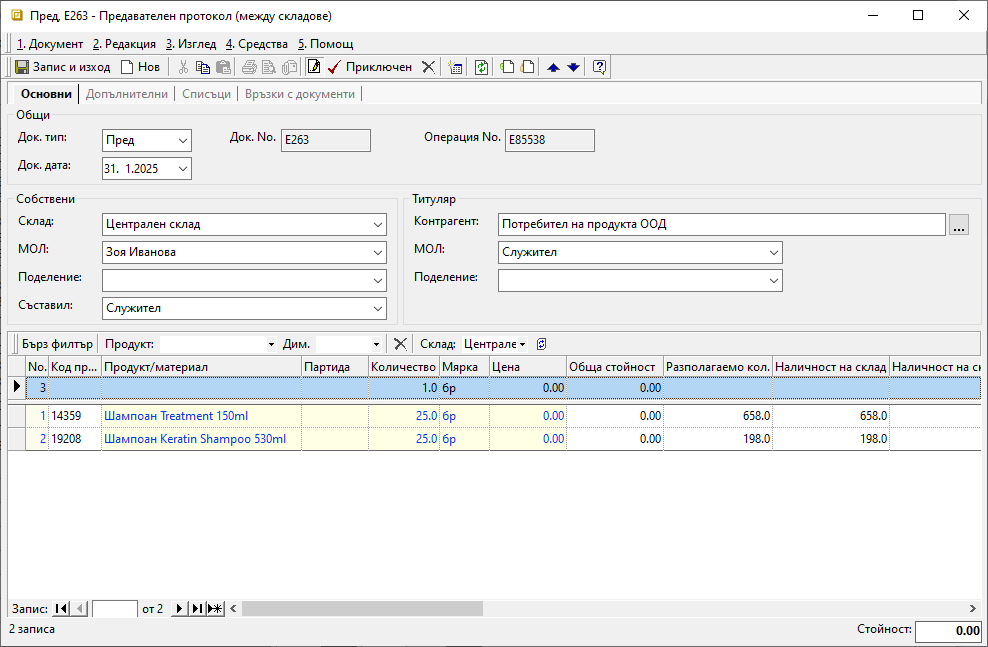 Пред, E263 - Предавателен протокол (между складове)
1. Документ 2. Редакция 3. Изглед 4. Средства 5. Помощ
Запис и изход Нов Приключен
Основни Допълнителни Списъци Връзки с документи
Общи
Док. тип: Пред Док. No. E263 Операция No. E85538
Док. дата: 31. 1.2025
Собствени Титуляр
Склад: Централен склад Контрагент: Потребител на продукта ООД ...
МОЛ: Зоя Иванова МОЛ: Служител
Поделение: Поделение:
Съставил: Служител
Бърз филтър Продукт: Дим. Склад: Централе
No. Код пр... Продукт/материал Партида Количество Мярка Цена Обща стойност Разполагаемо кол. Наличност на склад Наличност на ск
3 1.0 бр 0.00 0.00
1 14359 Шампоан Treatment 150ml 25.0 бр 0.00 0.00 658.0 658.0
2 19208 Шампоан Keratin Shampoo 530ml 25.0 бр 0.00 0.00 198.0 198.0
Запис: от 2
2 записа Стойност: 0.00